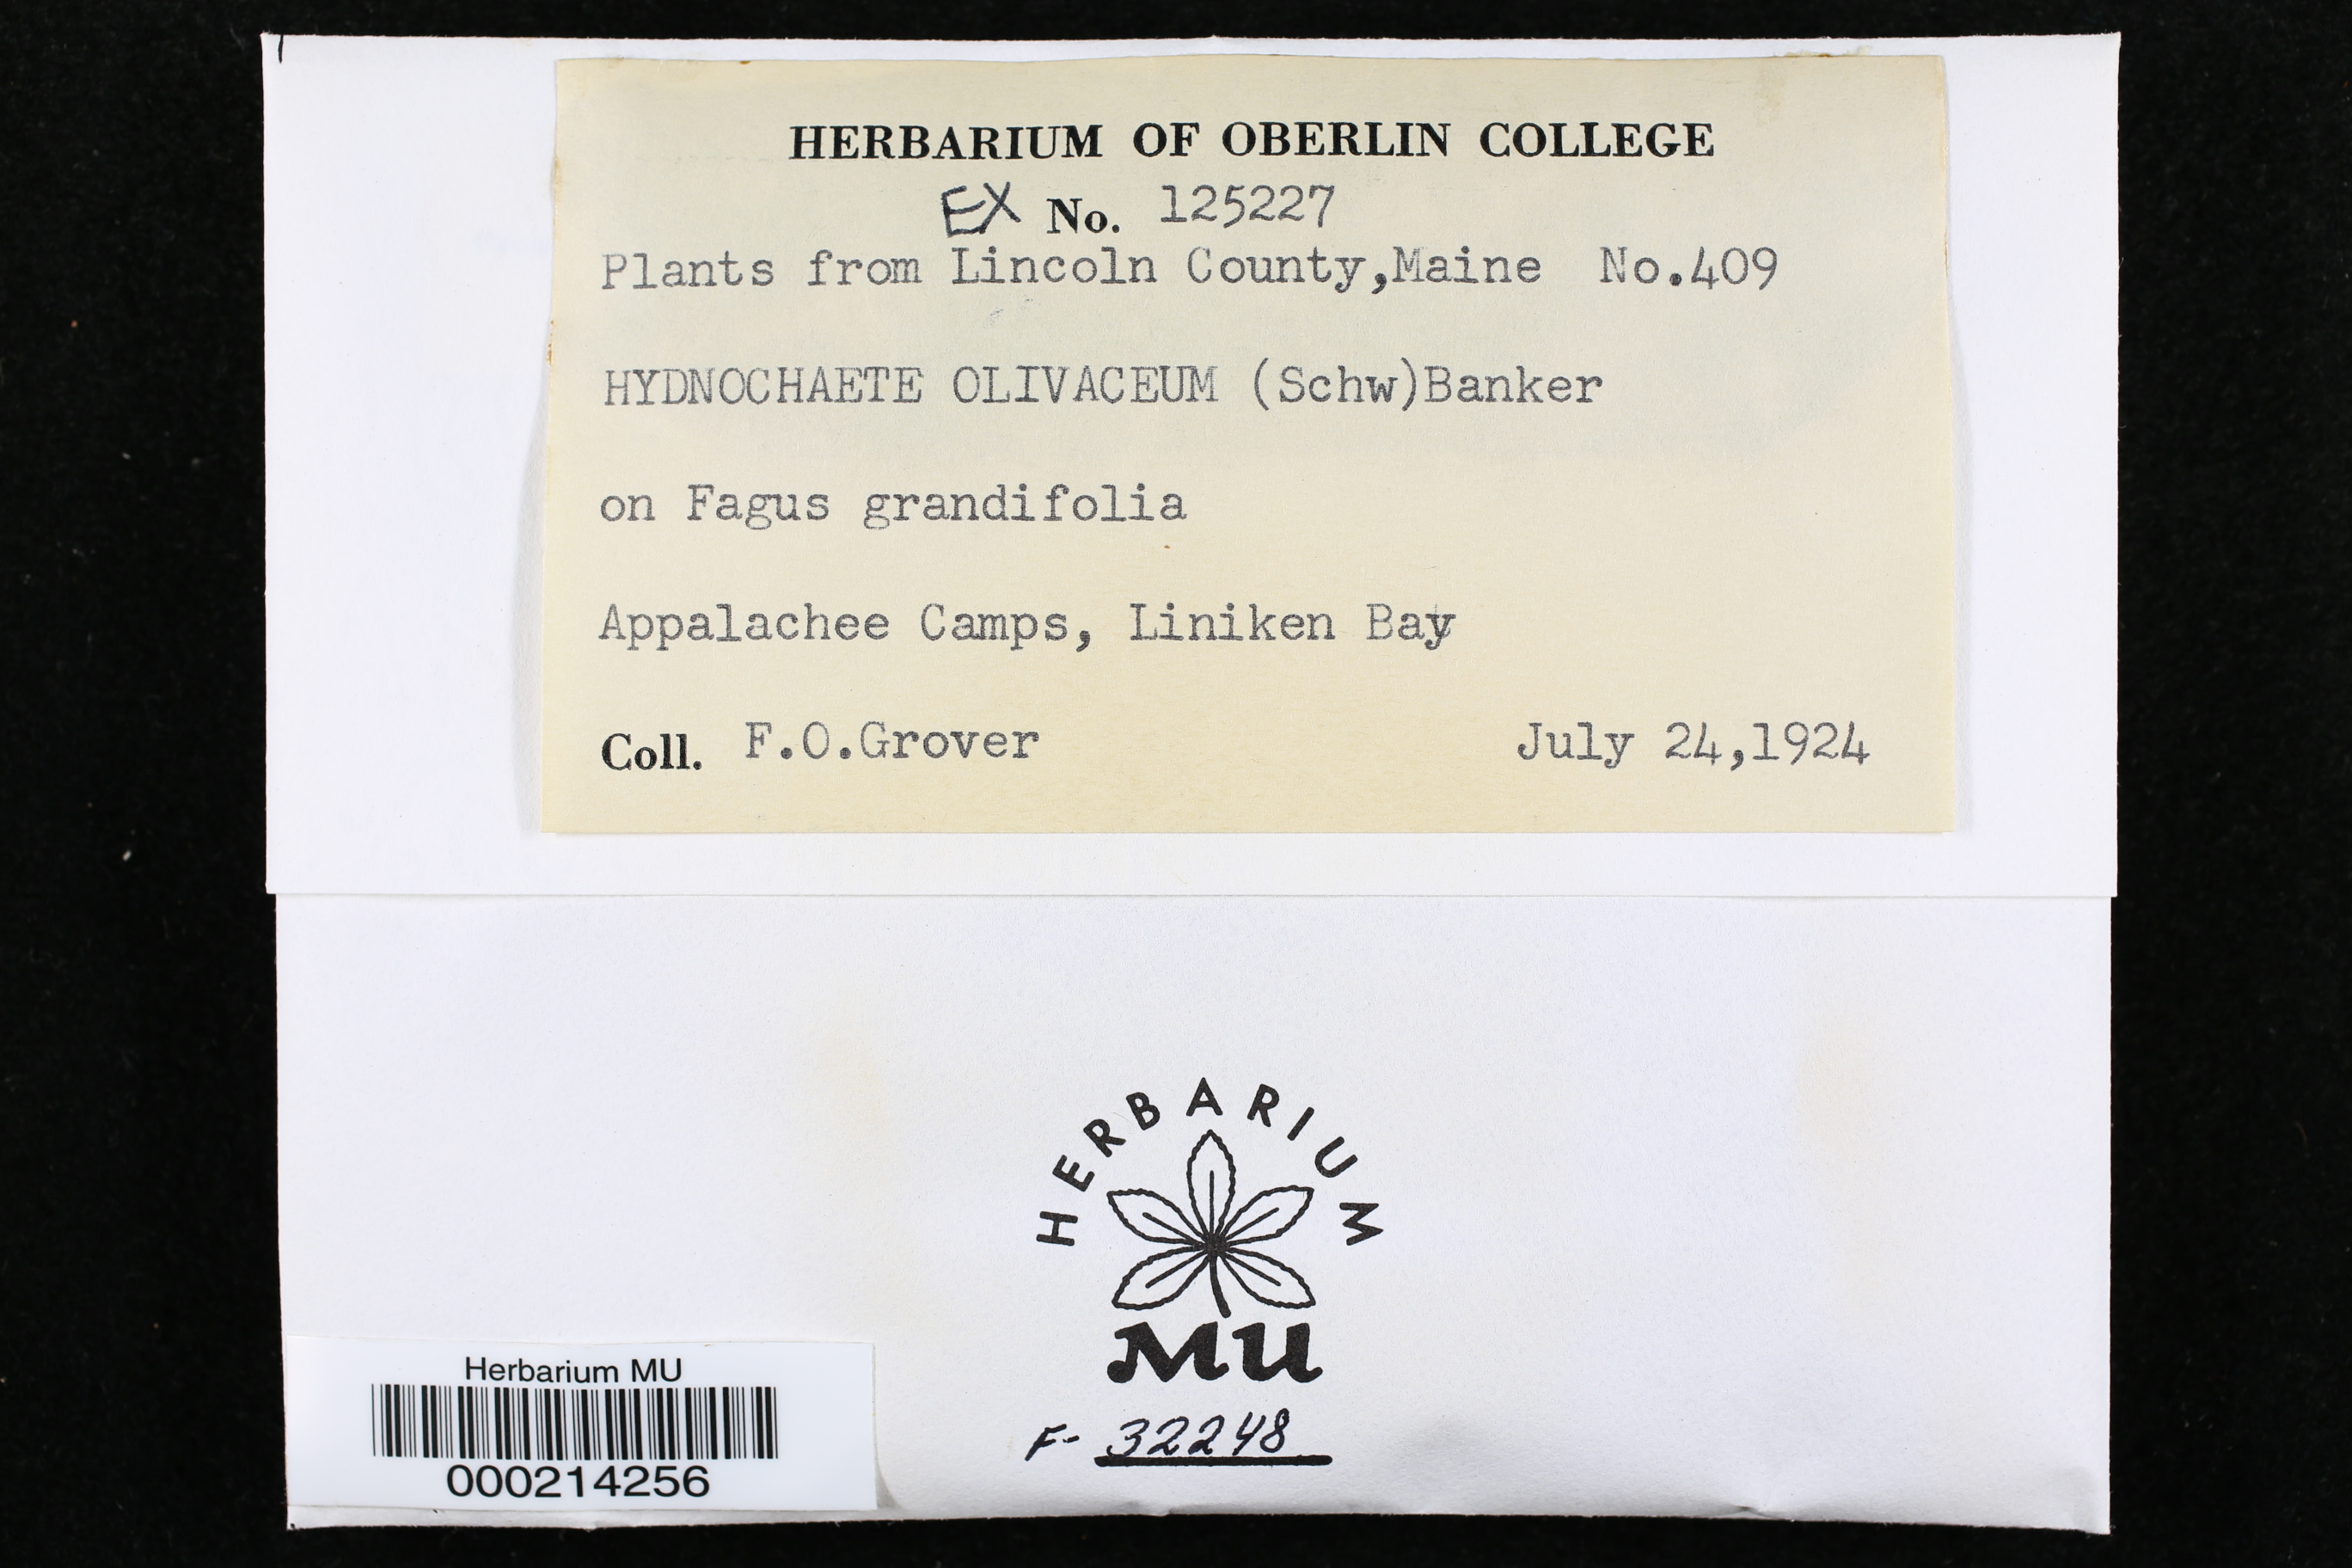 HERBARIUM OF OBERLIN COLLEGE
EX No. 125227
Plants from Lincoln County,Maine No.409
HYDNOCHAETE OLIVACEUM (Schw)Banker
on Fagus grandifolia
Appalachee Camps, Liniken Bay
Coll. F.O.Grover July 24,1924
HERBARIUM
MU
F- 32248
Herbarium MU
000214256